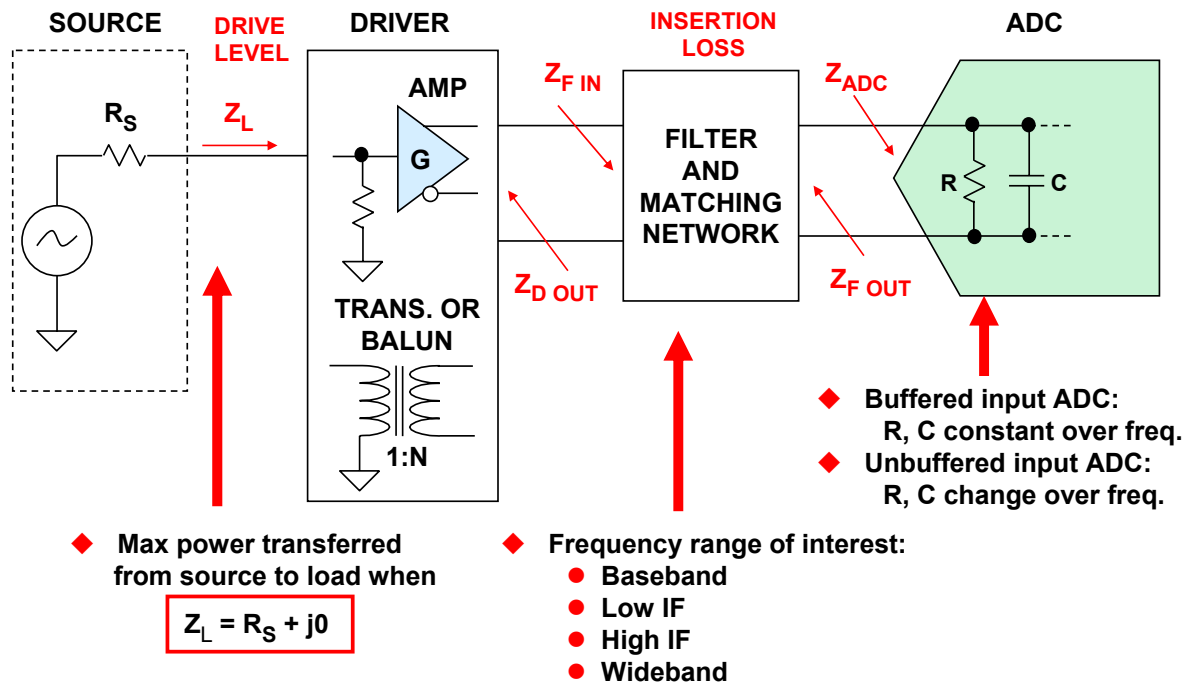 SOURCE
DRIVE
LEVEL
DRIVER
INSERTION
LOSS
ADC
R_S
Z_L
AMP
G
Z_F IN
Z_D OUT
FILTER
AND
MATCHING
NETWORK
Z_ADC
Z_F OUT
R
C
TRANS. OR
BALUN
1:N
Buffered input ADC:
R, C constant over freq.
Unbuffered input ADC:
R, C change over freq.
Max power transferred
from source to load when
Z_L = R_S + j0
Frequency range of interest:
Baseband
Low IF
High IF
Wideband